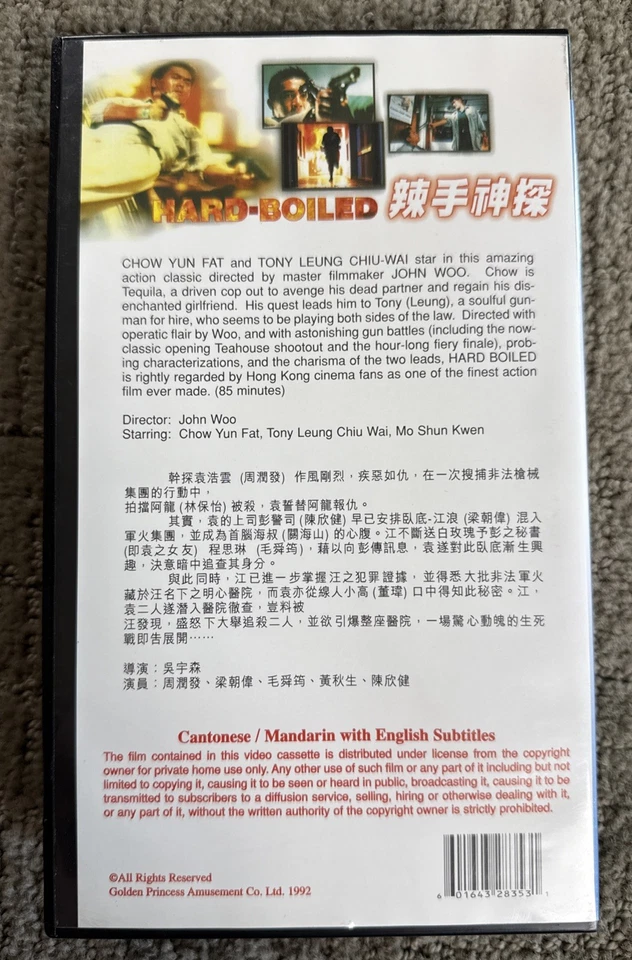 HARD-BOILED 辣手神探
CHOW YUN FAT and TONY LEUNG CHIU-WAI star in this amazing
action classic directed by master filmmaker JOHN WOO. Chow is
Tequila, a driven cop out to avenge his dead partner and regain his dis-
enchanted girlfriend. His quest leads him to Tony (Leung), a soulful gun-
man for hire, who seems to be playing both sides of the law. Directed with
operatic flair by Woo, and with astonishing gun battles (including the now-
classic opening Teahouse shootout and the hour-long fiery finale), prob-
ing characterizations, and the charisma of the two leads, HARD BOILED
is rightly regarded by Hong Kong cinema fans as one of the finest action
film ever made. (85 minutes)
Director: John Woo
Starring: Chow Yun Fat, Tony Leung Chiu Wai, Mo Shun Kwen
幹探袁浩雲 (周潤發) 作風剛烈，疾惡如仇，在一次搜捕非法槍械
集團的行動中，
拍擋阿龍 (林保怡) 被殺，袁誓替阿龍報仇。
其實，袁的上司彭警司 (陳欣健) 早已安排臥底-江浪 (梁朝偉) 混入
軍火集團，並成為首腦海叔 (關海山) 的心腹。江不斷送白玫瑰予彭之秘書
(即袁之女友) 程思琳 (毛舜筠)，藉以向彭傳訊息，袁遂對此臥底漸生興
趣，決意暗中追查其身分。
與此同時，江已進一步掌握汪之犯罪證據，並得悉大批非法軍火
藏於汪名下之明心醫院，而袁亦從線人小高 (董瑋) 口中得知此秘密。江，
袁二人遂潛入醫院徹查，豈料被
汪發現，盛怒下大舉追殺二人，並欲引爆整座醫院，一場驚心動魄的生死
戰即告展開⋯⋯
導演：吳宇森
演員：周潤發、梁朝偉、毛舜筠、黃秋生、陳欣健
Cantonese / Mandarin with English Subtitles
The film contained in this video cassette is distributed under license from the copyright
owner for private home use only. Any other use of such film or any part of it including but not
limited to copying it, causing it to be seen or heard in public, broadcasting it, causing it to be
transmitted to subscribers to a diffusion service, selling, hiring or otherwise dealing with it,
or any part of it, without the written authority of the copyright owner is strictly prohibited.
©All Rights Reserved
Golden Princess Amusement Co. Ltd. 1992
6 01643 28353 1